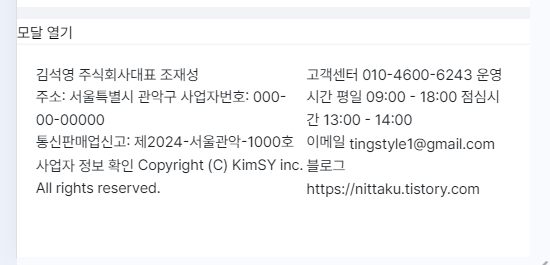 모달 열기
김석영 주식회사대표 조재성
주소: 서울특별시 관악구 사업자번호: 000-
00-00000
통신판매업신고: 제2024-서울관악-1000호
사업자 정보 확인 Copyright (C) KimSY inc.
All rights reserved.
고객센터 010-4600-6243 운영
시간 평일 09:00 - 18:00 점심시
간 13:00 - 14:00
이메일 tingstyle1@gmail.com
블로그
https://nittaku.tistory.com